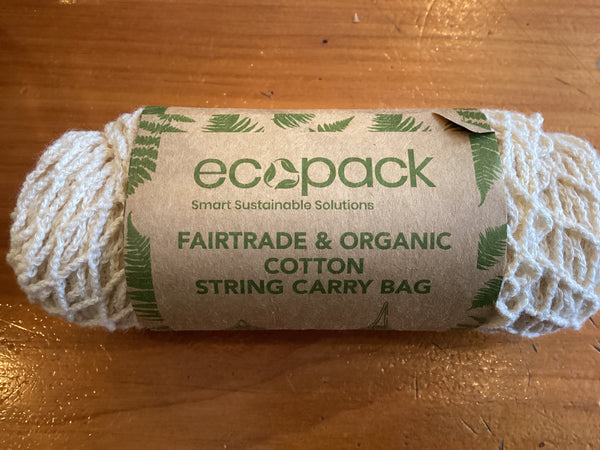 ecopack
Smart Sustainable Solutions
FAIRTRADE & ORGANIC
COTTON
STRING CARRY BAG